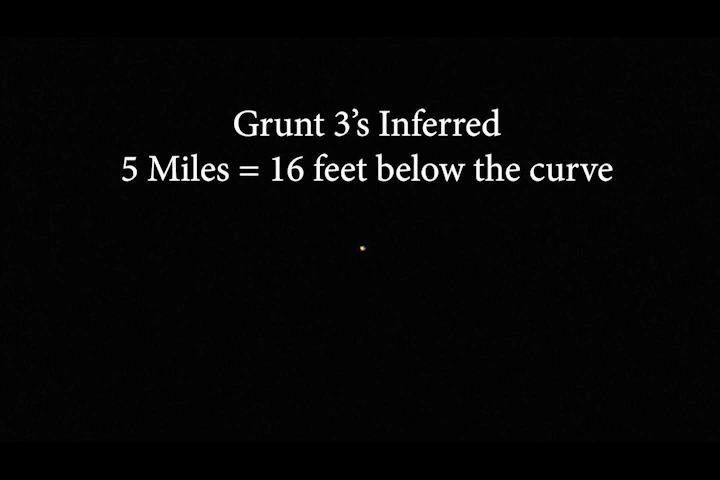 Grunt 3’s Inferred
5 Miles = 16 feet below the curve